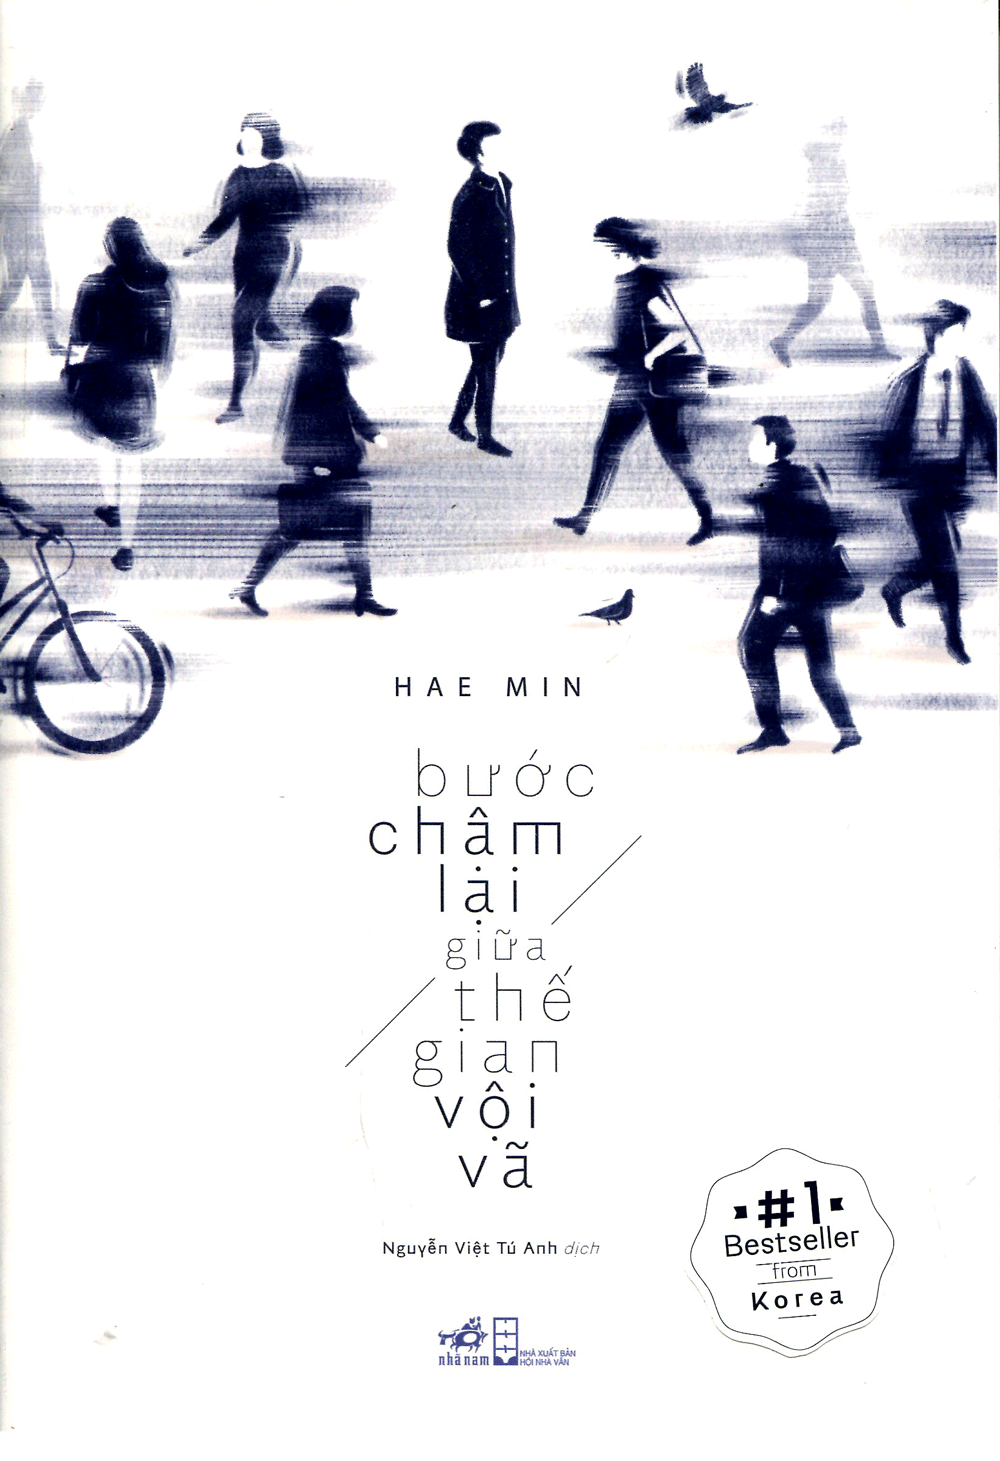 HAE MIN
bước
chậm
lại
giữa
thế
gian
vội
vã
Nguyễn Việt Tú Anh dịch
#1
Bestseller
from
Korea
nhã nam
NHÀ XUẤT BẢN
HỘI NHÀ VĂN